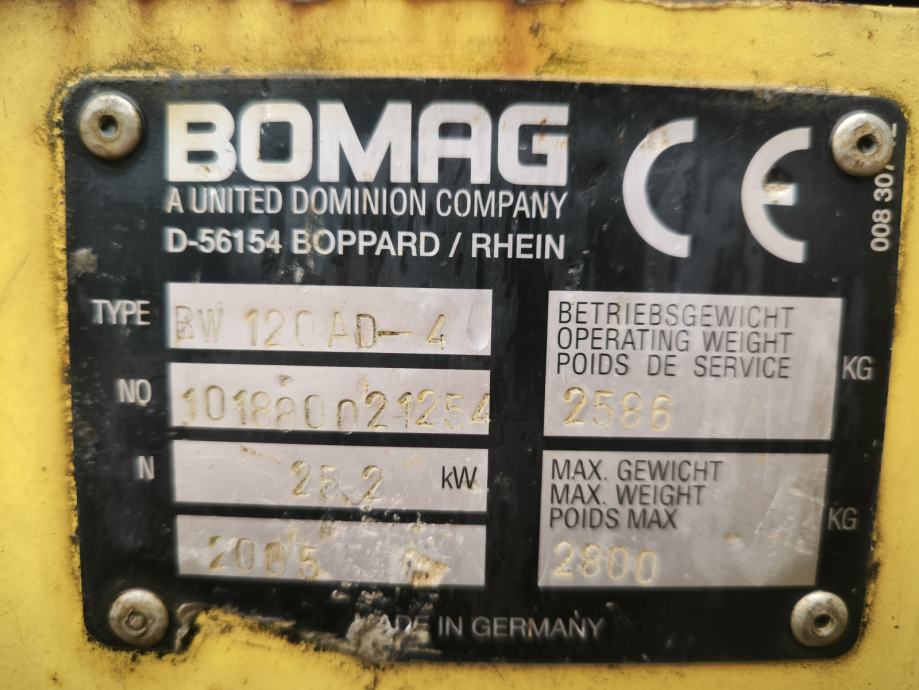 BOMAG
A UNITED DOMINION COMPANY
D-56154 BOPPARD / RHEIN
CE
008 307
TYPE BW 120 AD-4
NO 101880021254
N 25.2 kW
2005
BETRIEBSGEWICHT
OPERATING WEIGHT
POIDS DE SERVICE
2586 KG
MAX. GEWICHT
MAX. WEIGHT
POIDS MAX
2800 KG
MADE IN GERMANY